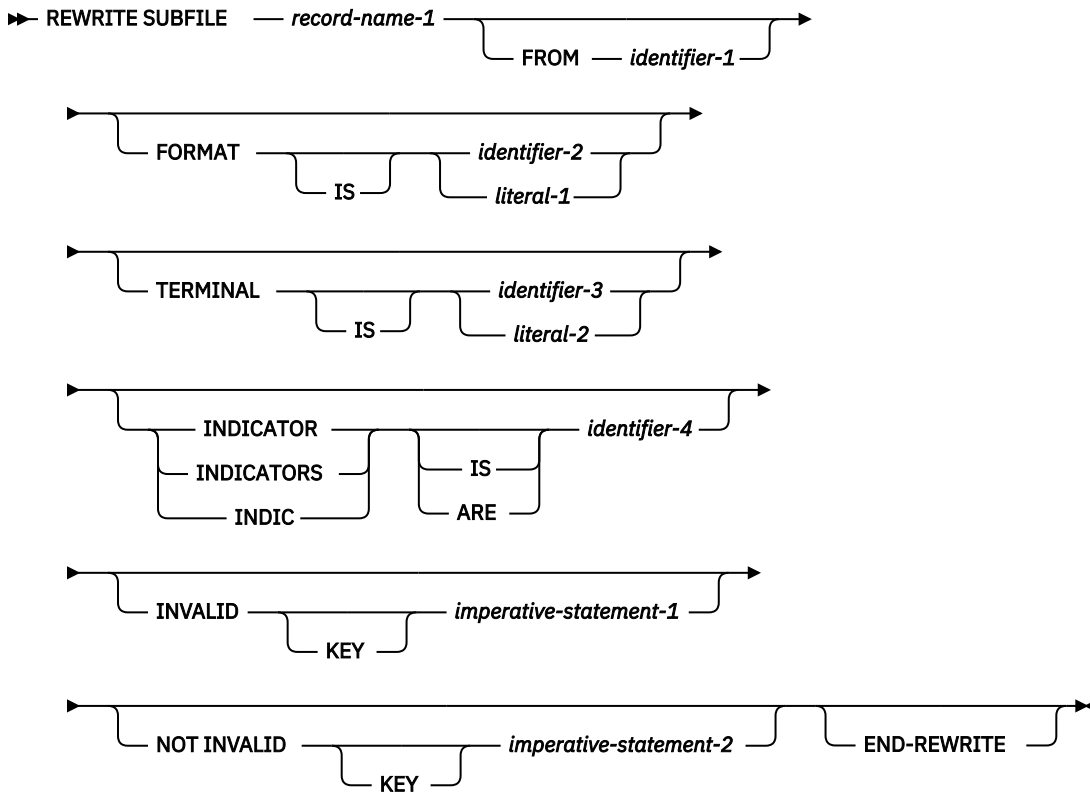 REWRITE SUBFILE record-name-1
FROM identifier-1
FORMAT identifier-2
IS literal-1
TERMINAL identifier-3
IS literal-2
INDICATOR identifier-4
INDICATORS IS
INDIC ARE
INVALID imperative-statement-1
KEY
NOT INVALID imperative-statement-2 END-REWRITE
KEY